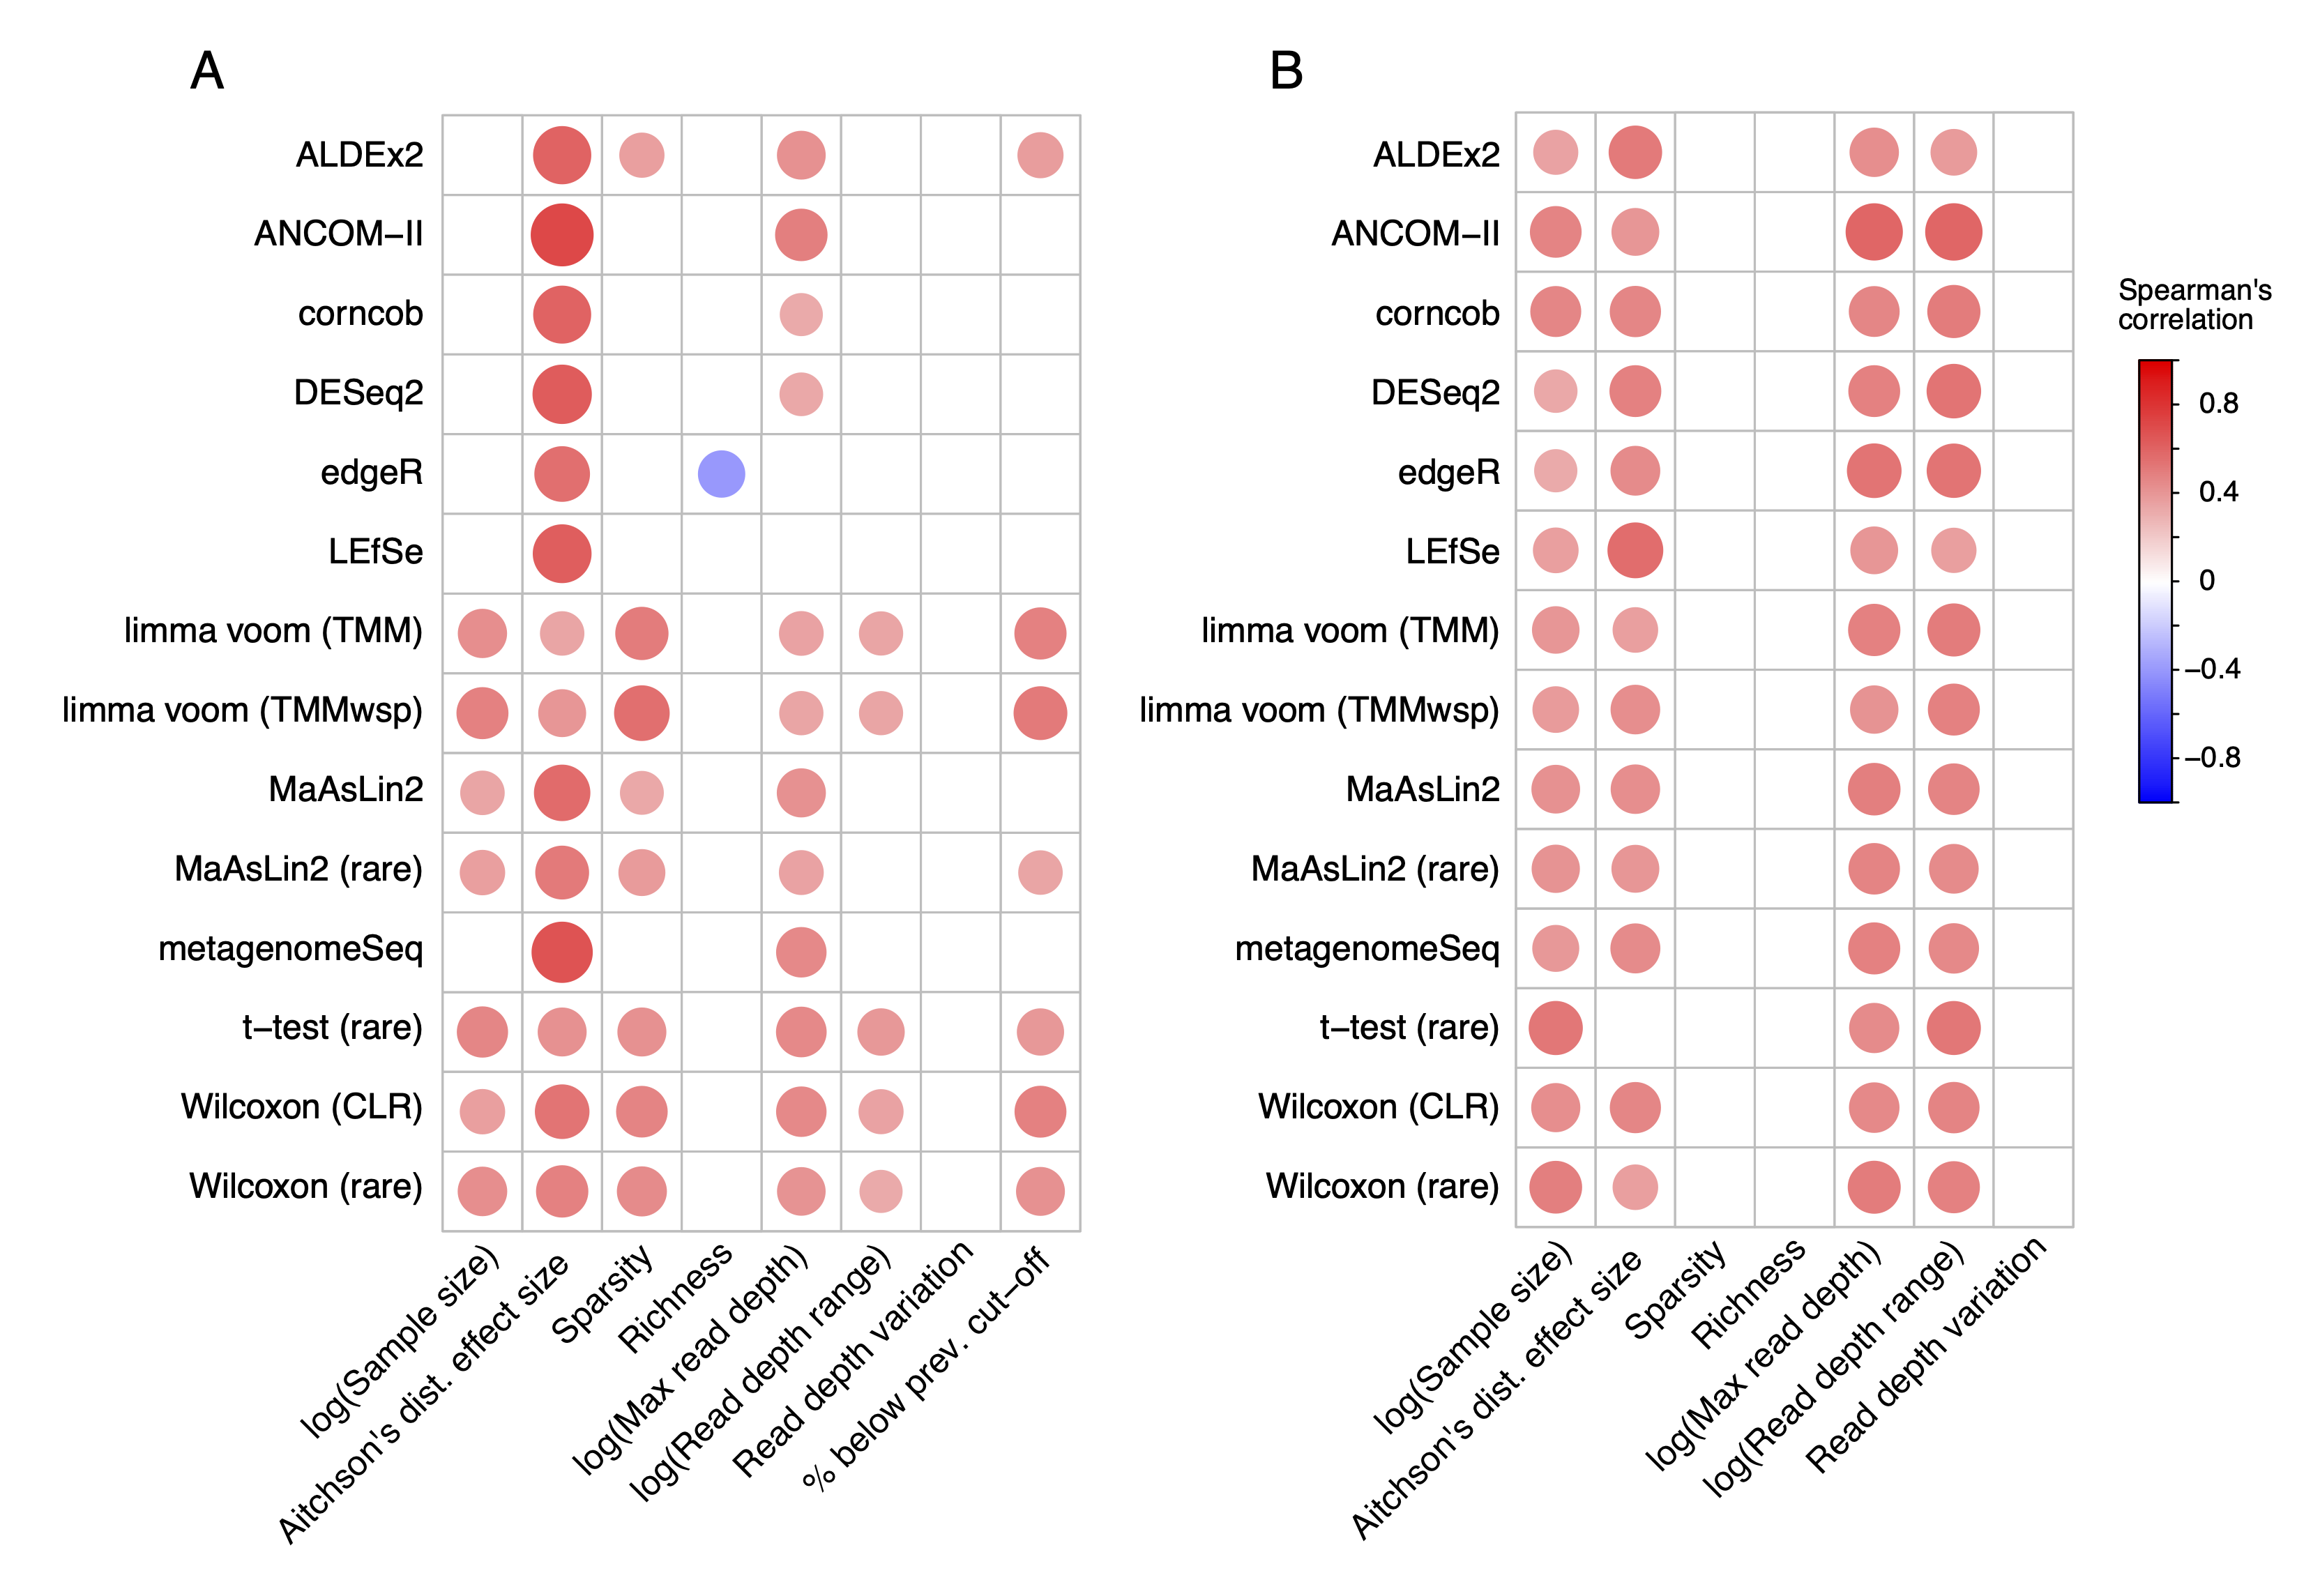 A
ALDEx2
ANCOM−II
corncob
DESeq2
edgeR
LEfSe
limma voom (TMM)
limma voom (TMMwsp)
MaAsLin2
MaAsLin2 (rare)
metagenomeSeq
t−test (rare)
Wilcoxon (CLR)
Wilcoxon (rare)
log(Sample size)
Aitchson's dist. effect size
Sparsity
Richness
log(Max read depth)
log(Read depth range)
Read depth variation
% below prev. cut−off
B
ALDEx2
ANCOM−II
corncob
DESeq2
edgeR
LEfSe
limma voom (TMM)
limma voom (TMMwsp)
MaAsLin2
MaAsLin2 (rare)
metagenomeSeq
t−test (rare)
Wilcoxon (CLR)
Wilcoxon (rare)
log(Sample size)
Aitchson's dist. effect size
Sparsity
Richness
log(Max read depth)
log(Read depth range)
Read depth variation
Spearman's
correlation
0.8
0.4
0
−0.4
−0.8